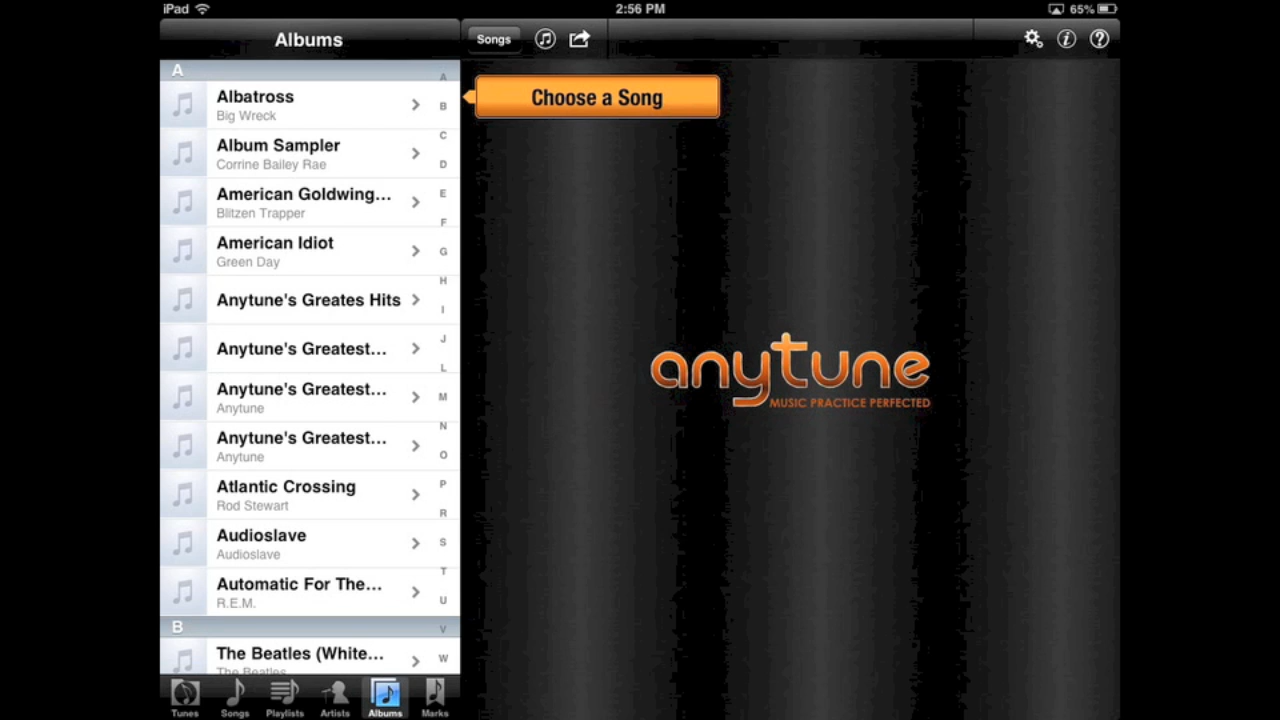 iPad
2:56 PM
65%
Albums
Songs
Choose a Song
A
Albatross
Big Wreck
Album Sampler
Corrine Bailey Rae
American Goldwing...
Blitzen Trapper
American Idiot
Green Day
Anytune's Greates Hits
Anytune's Greatest...
Anytune's Greatest...
Anytune
Anytune's Greatest...
Anytune
Atlantic Crossing
Rod Stewart
Audioslave
Audioslave
Automatic For The...
R.E.M.
B
The Beatles (White...
The Beatles
A
B
C
D
E
F
G
H
I
J
L
M
N
O
P
R
S
T
U
V
W
anytune
MUSIC PRACTICE PERFECTED
Tunes
Songs
Playlists
Artists
Albums
Marks